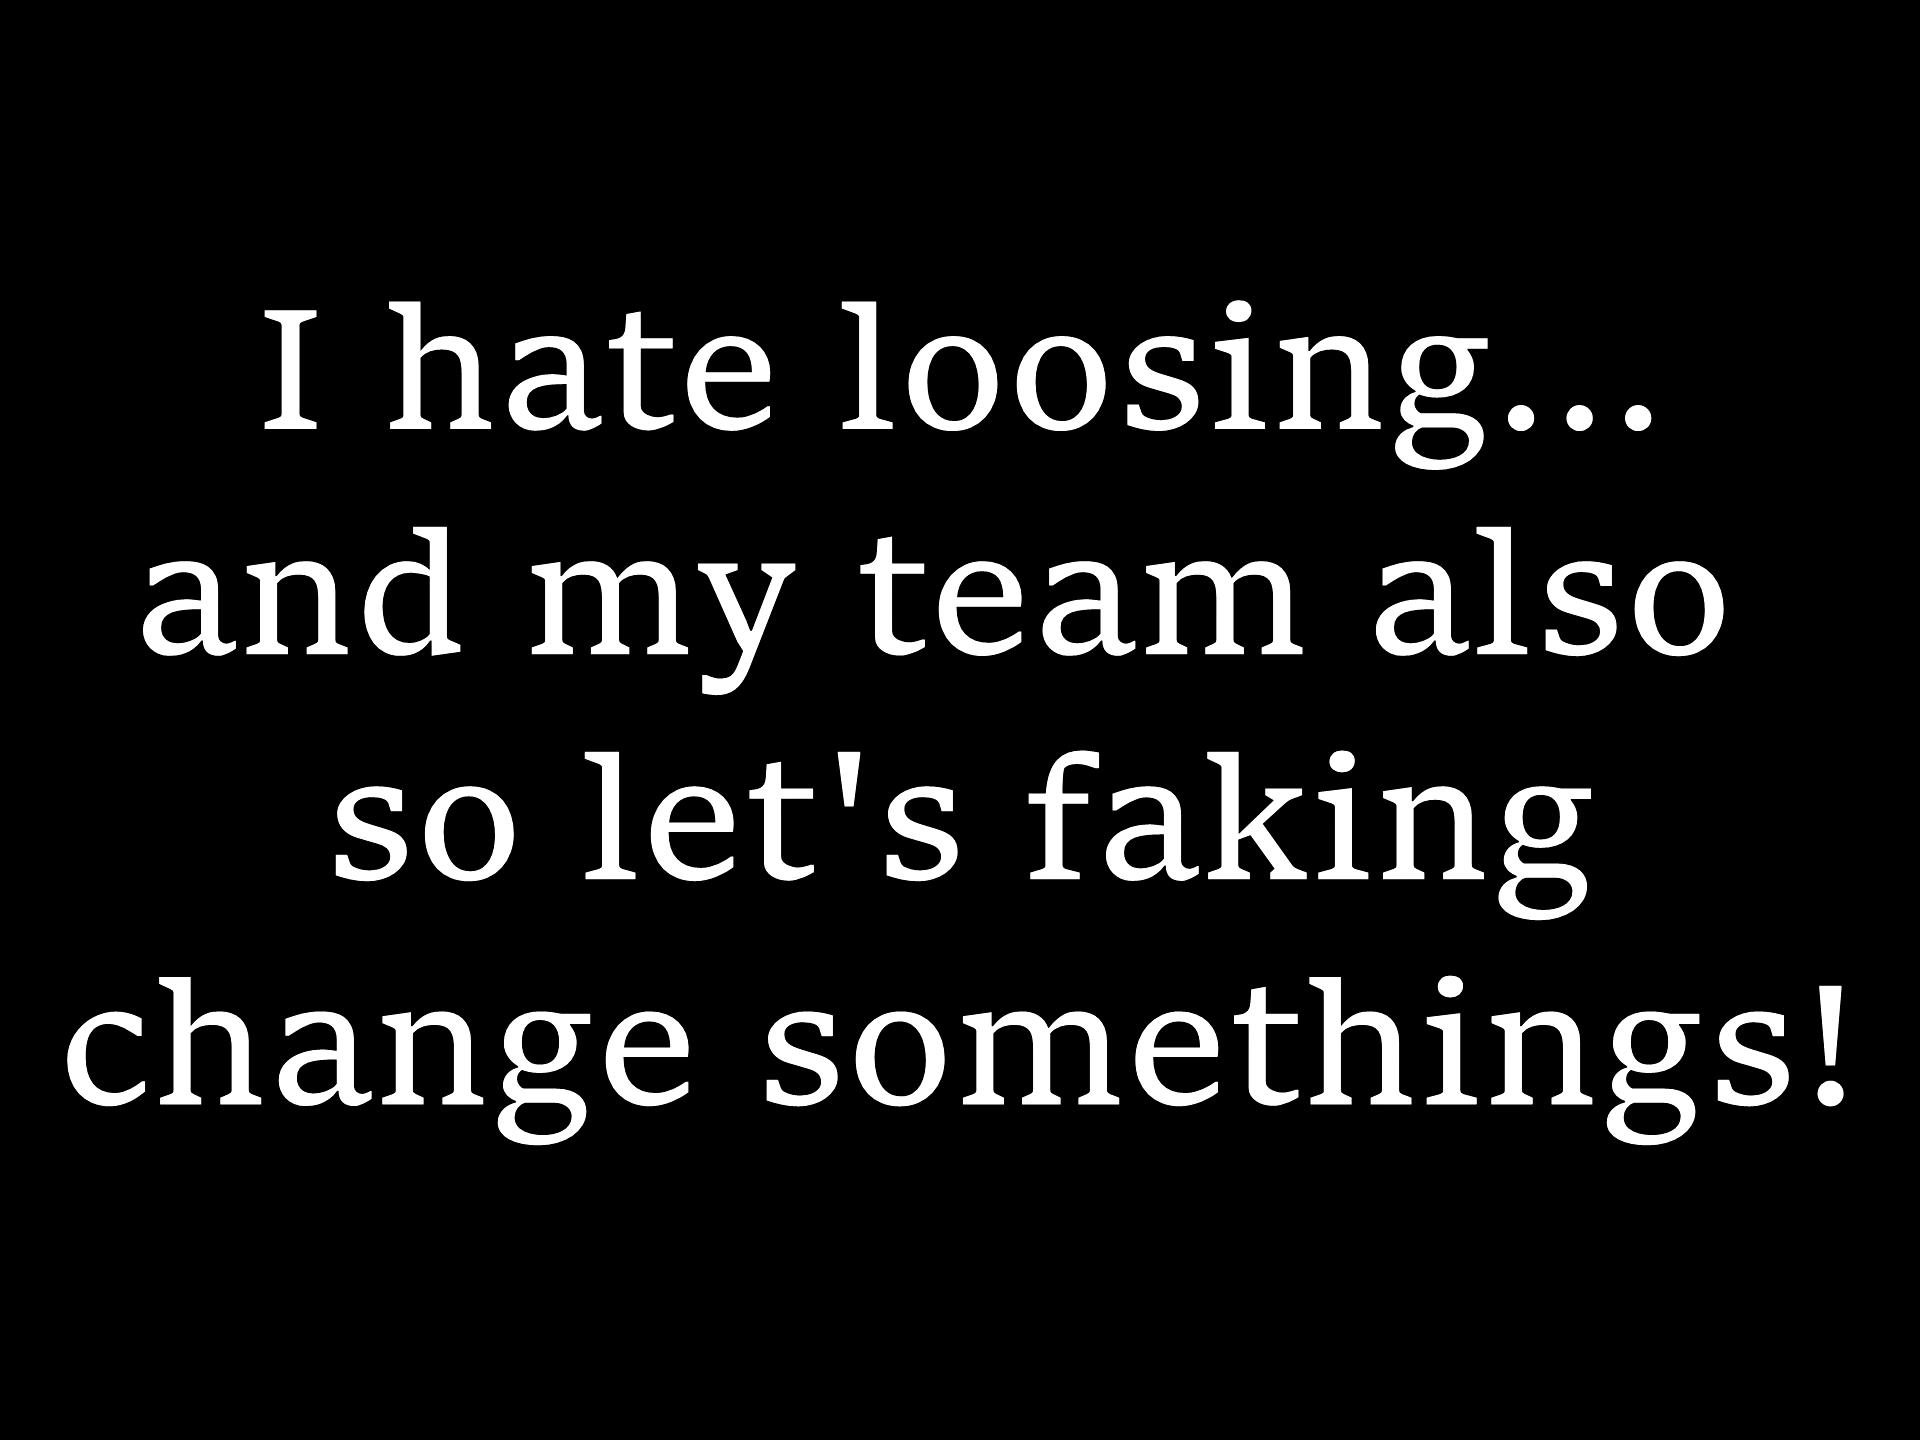 I hate loosing...
and my team also
so let's faking
change somethings!